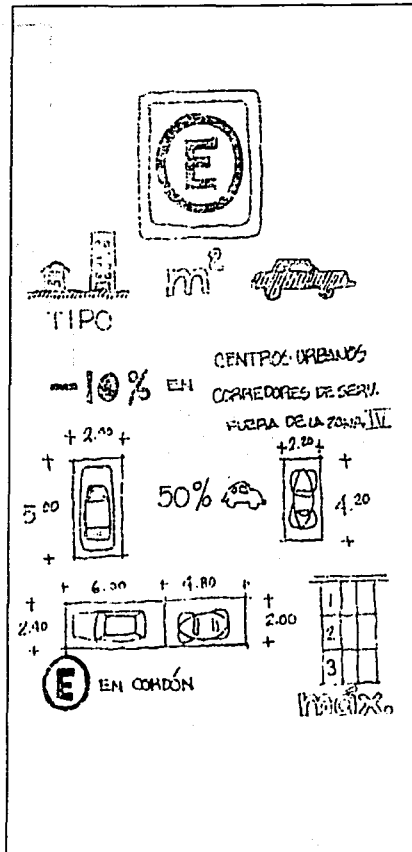 E
m²
TIPO
-10% EN
CENTROS URBANOS
CORREDORES DE SERV.
FUERA DE LA ZONA IV
2.40
5.00
50%
2.20
4.20
6.00
4.80
2.40
2.00
1
2
3
E EN CORDÓN
máx.